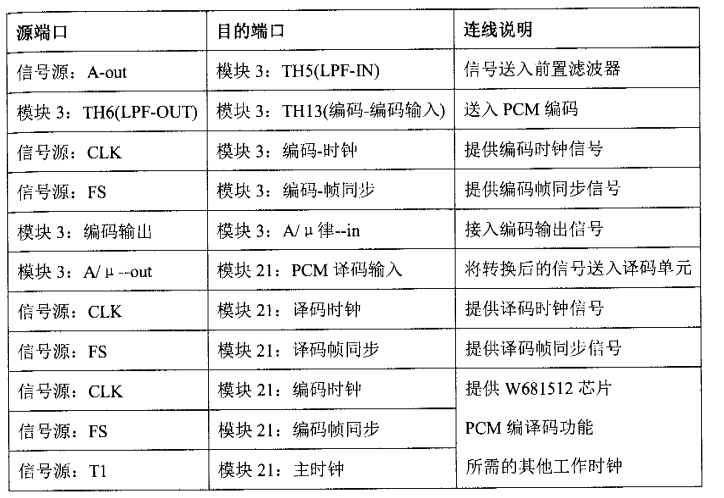 源端口 目的端口 连线说明
信号源：A-out 模块 3：TH5(LPF-IN) 信号送入前置滤波器
模块 3：TH6(LPF-OUT) 模块 3：TH13(编码-编码输入) 送入 PCM 编码
信号源：CLK 模块 3：编码-时钟 提供编码时钟信号
信号源：FS 模块 3：编码-帧同步 提供编码帧同步信号
模块 3：编码输出 模块 3：A/μ律--in 接入编码输出信号
模块 3：A/μ--out 模块 21：PCM 译码输入 将转换后的信号送入译码单元
信号源：CLK 模块 21：译码时钟 提供译码时钟信号
信号源：FS 模块 21：译码帧同步 提供译码帧同步信号
信号源：CLK 模块 21：编码时钟 提供 W681512 芯片
信号源：FS 模块 21：编码帧同步 PCM 编译码功能
信号源：T1 模块 21：主时钟 所需的其他工作时钟